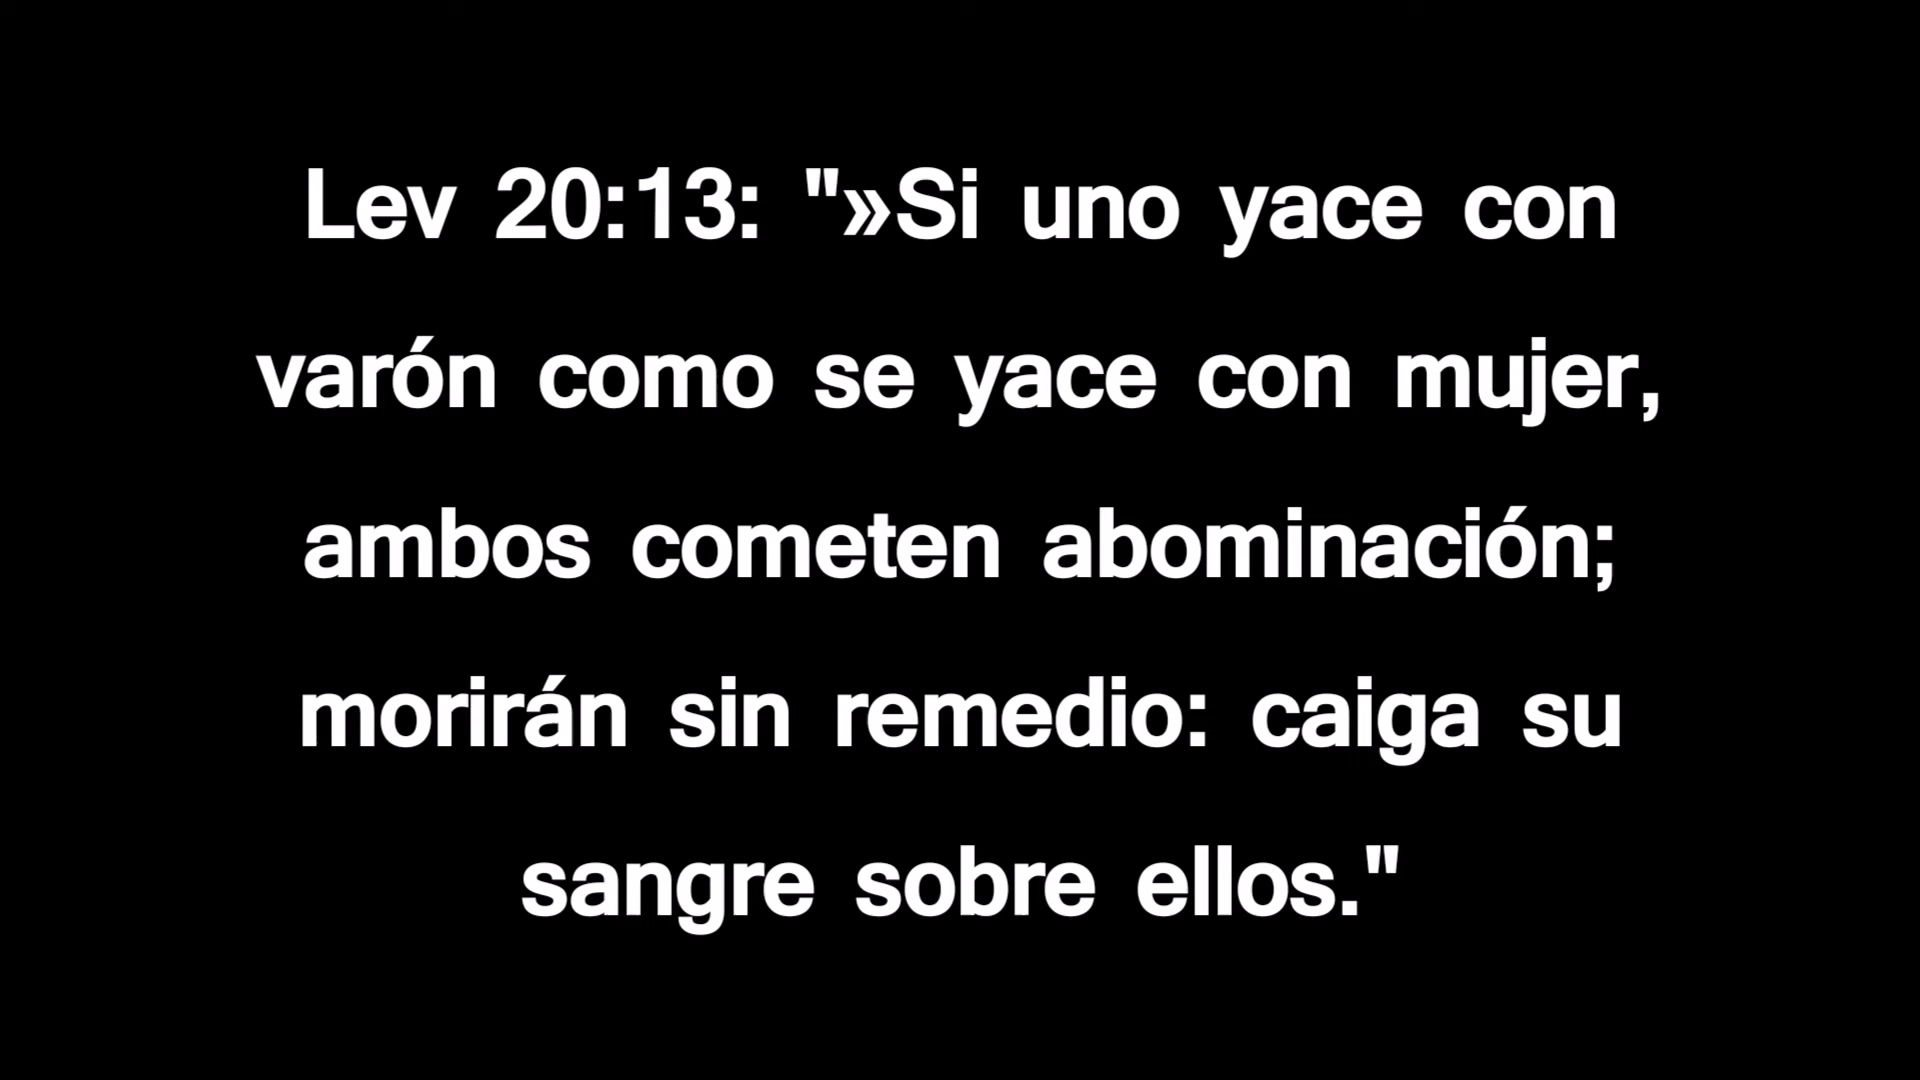 Lev 20:13: "»Si uno yace con
varón como se yace con mujer,
ambos cometen abominación;
morirán sin remedio: caiga su
sangre sobre ellos."